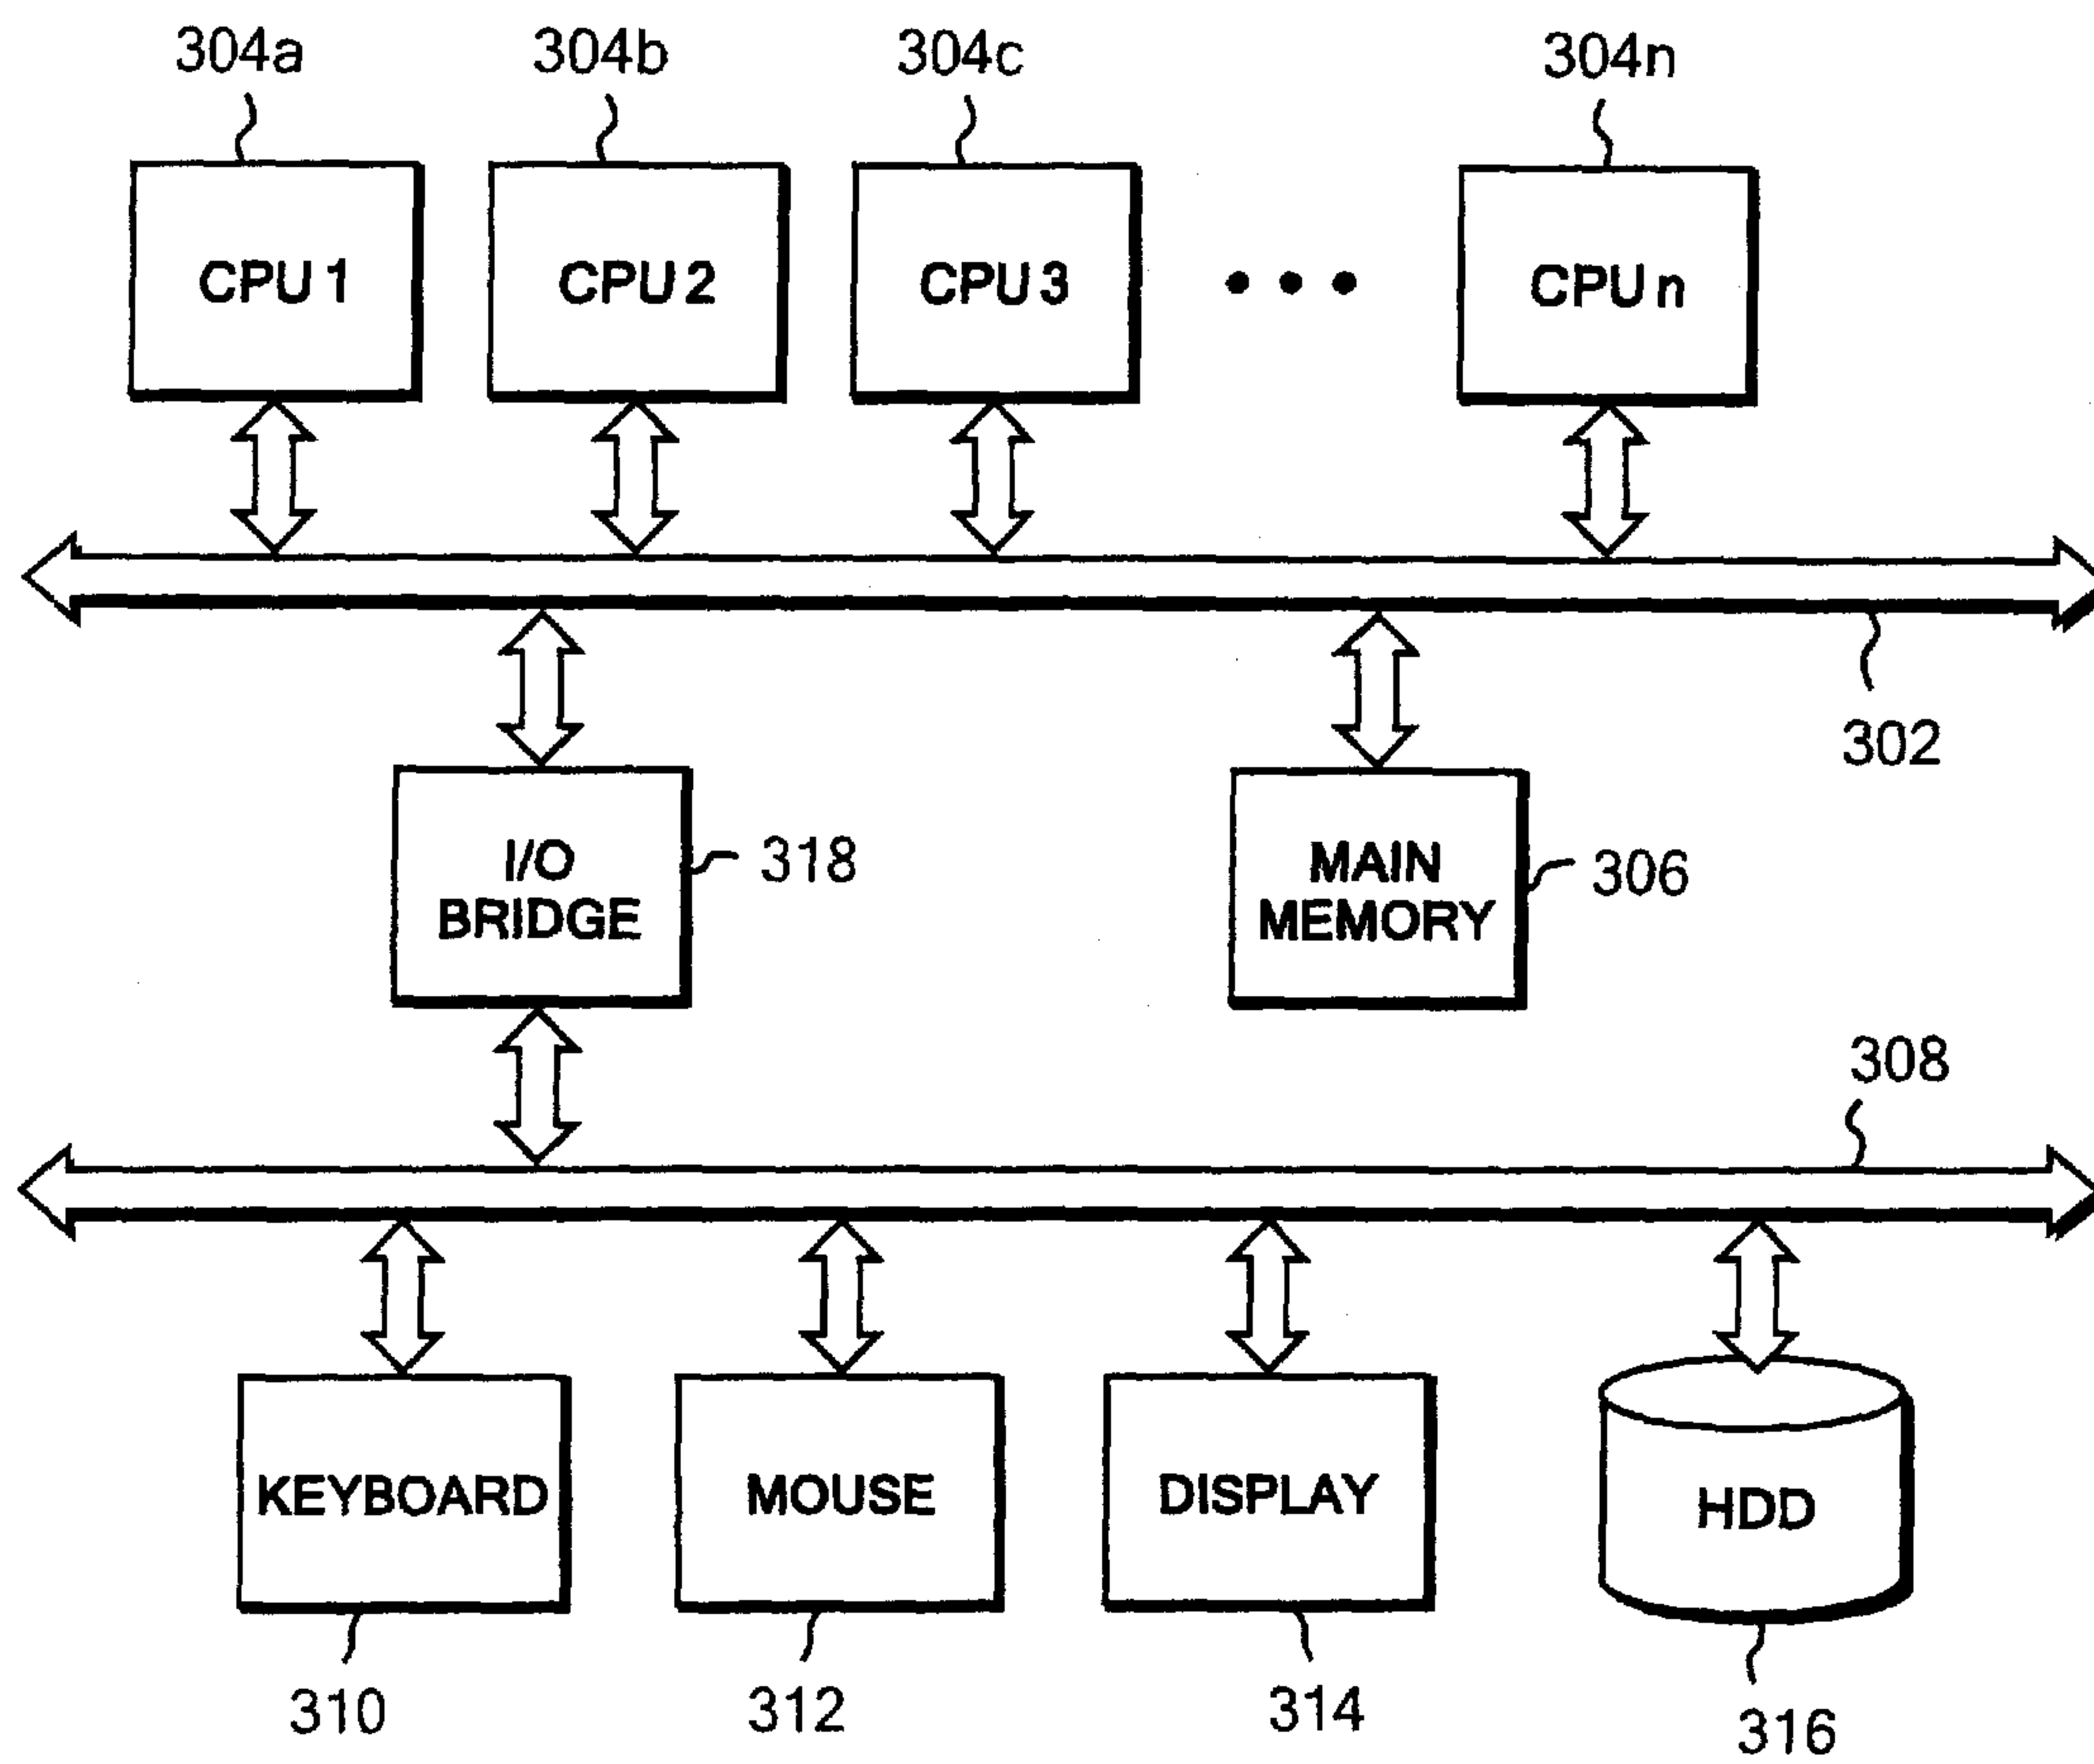 304a
304b
304c
304n
CPU 1
CPU 2
CPU 3
CPU n
302
I/O
BRIDGE
318
MAIN
MEMORY
306
308
KEYBOARD
MOUSE
DISPLAY
HDD
310
312
314
316